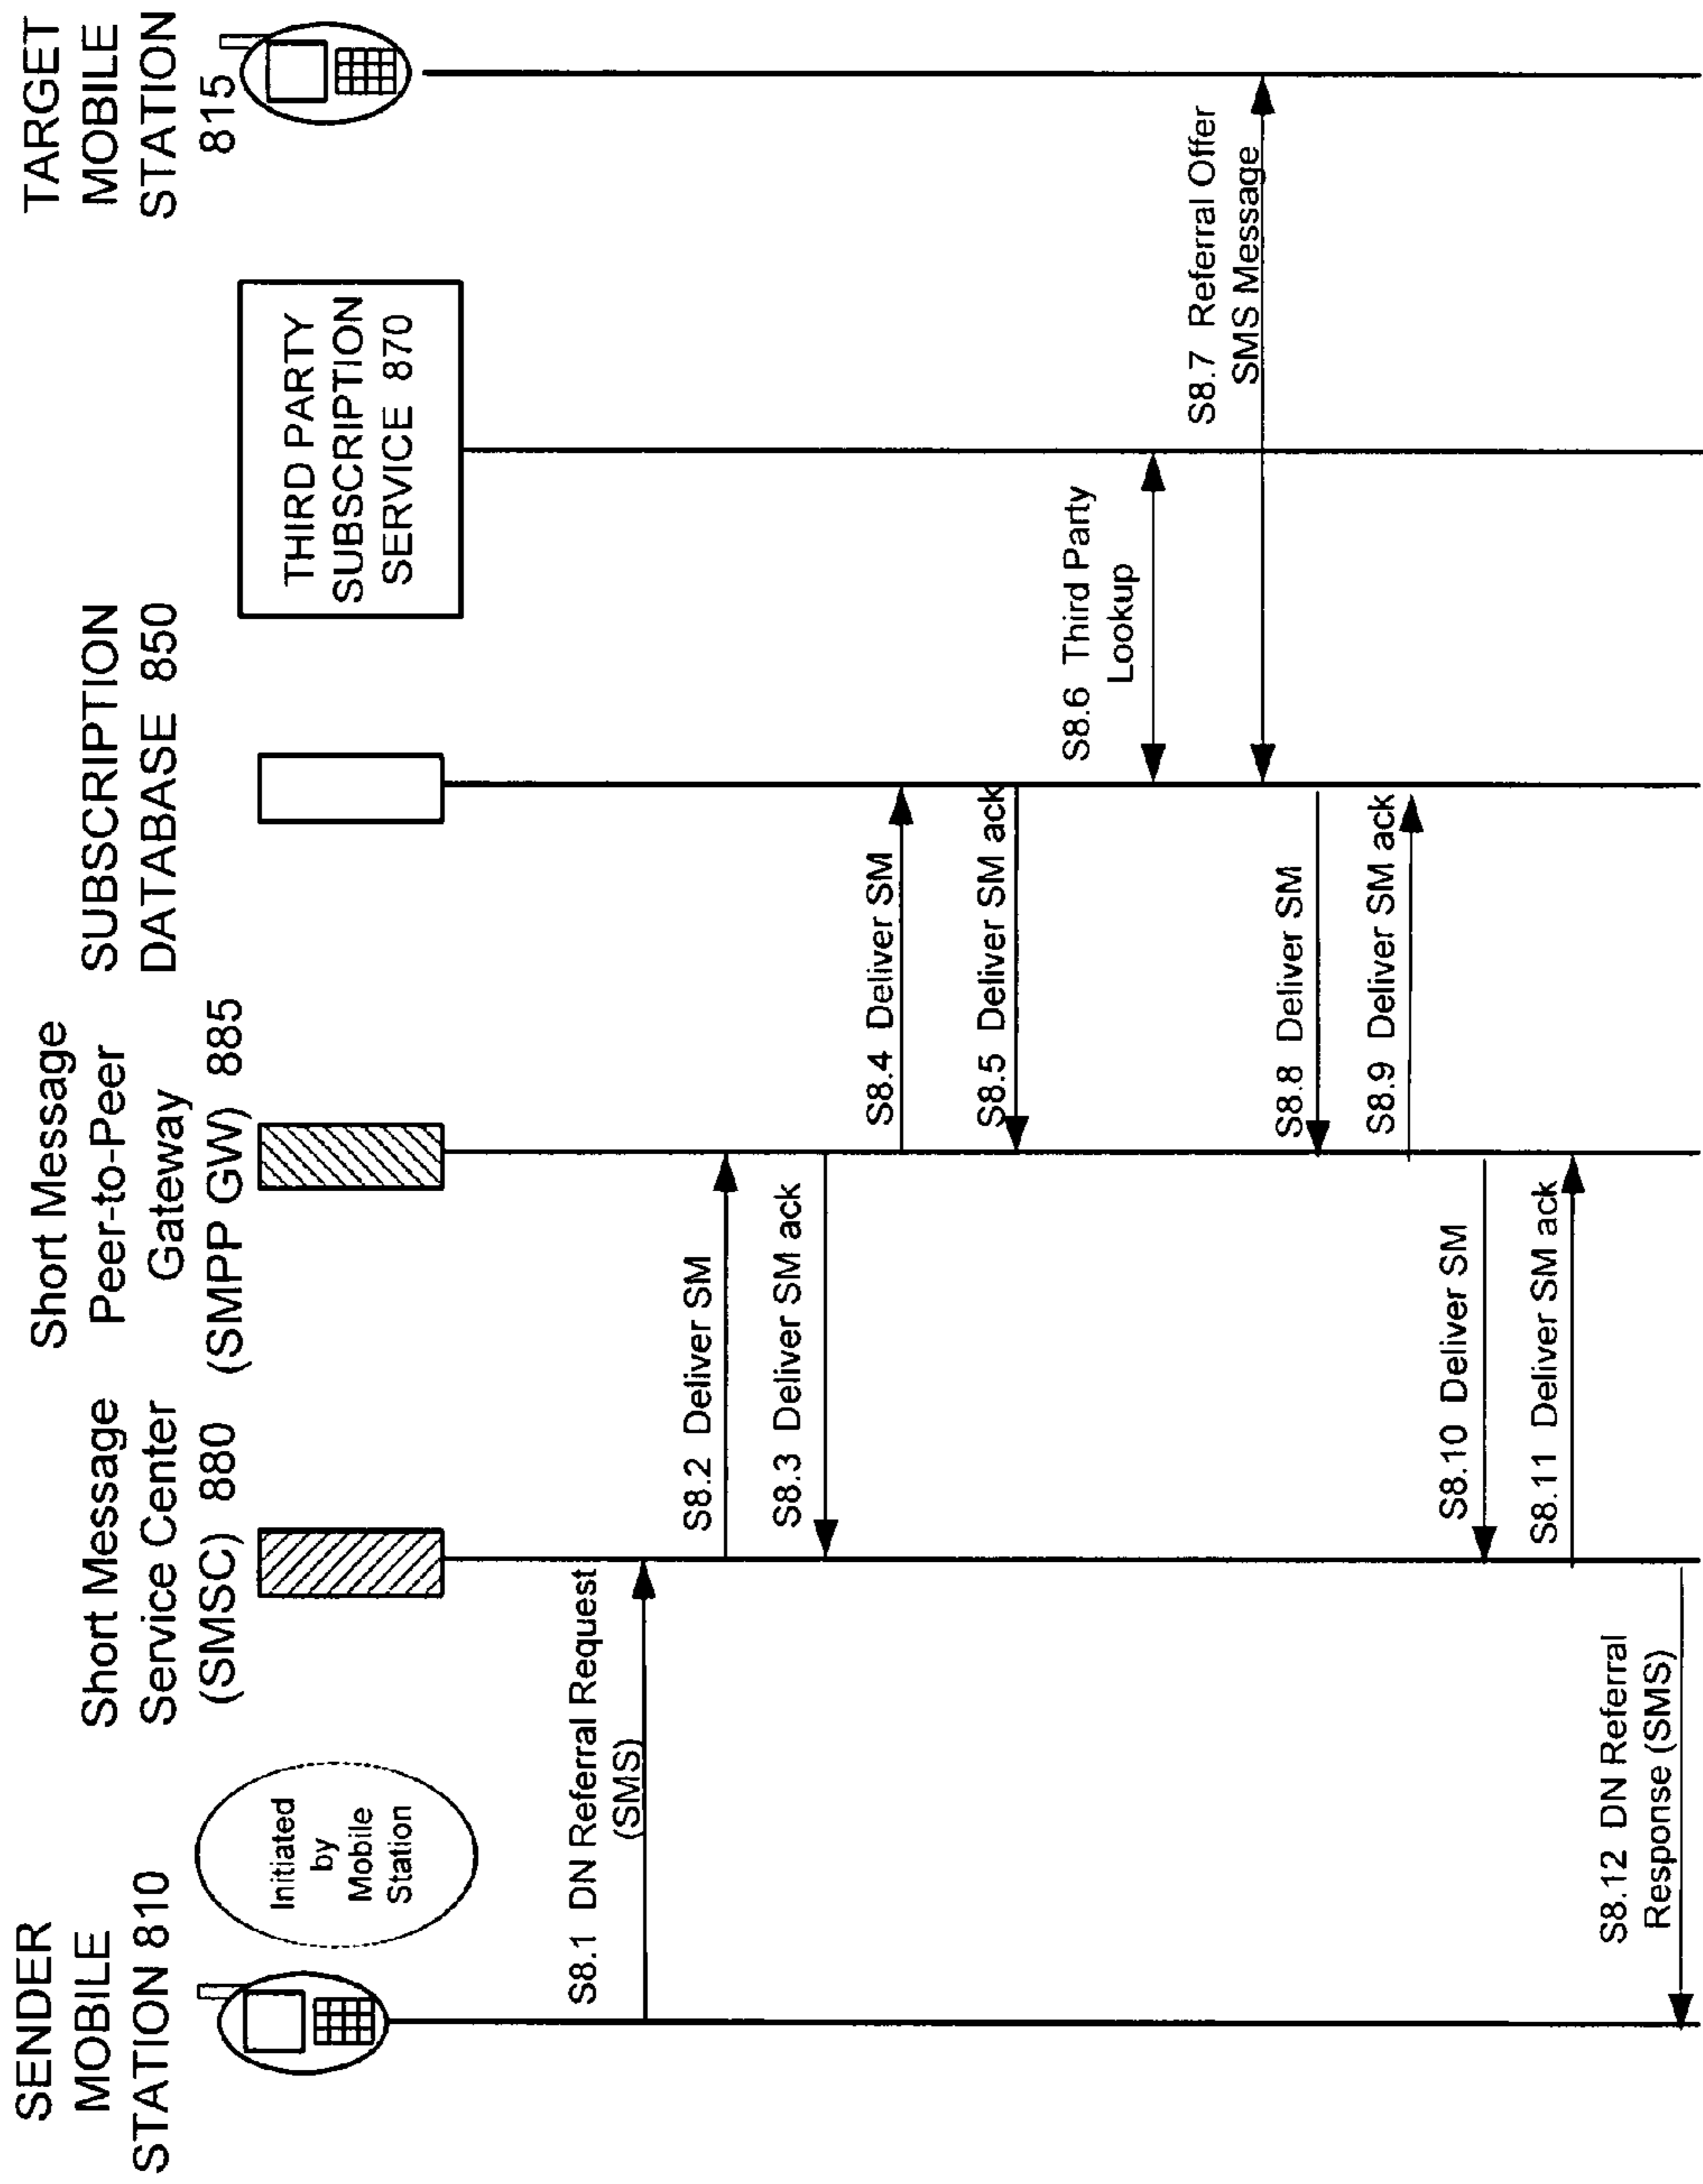 SENDER
MOBILE
STATION 810
Initiated
by
Mobile
Station
Short Message
Service Center
(SMSC) 880
Short Message
Peer-to-Peer
Gateway
(SMPP GW) 885
SUBSCRIPTION
DATABASE 850
THIRD PARTY
SUBSCRIPTION
SERVICE 870
TARGET
MOBILE
STATION
815
S8.1 DN Referral Request
(SMS)
S8.2 Deliver SM
S8.3 Deliver SM ack
S8.4 Deliver SM
S8.5 Deliver SM ack
S8.6 Third Party
Lookup
S8.7 Referral Offer
SMS Message
S8.8 Deliver SM
S8.9 Deliver SM ack
S8.10 Deliver SM
S8.11 Deliver SM ack
S8.12 DN Referral
Response (SMS)